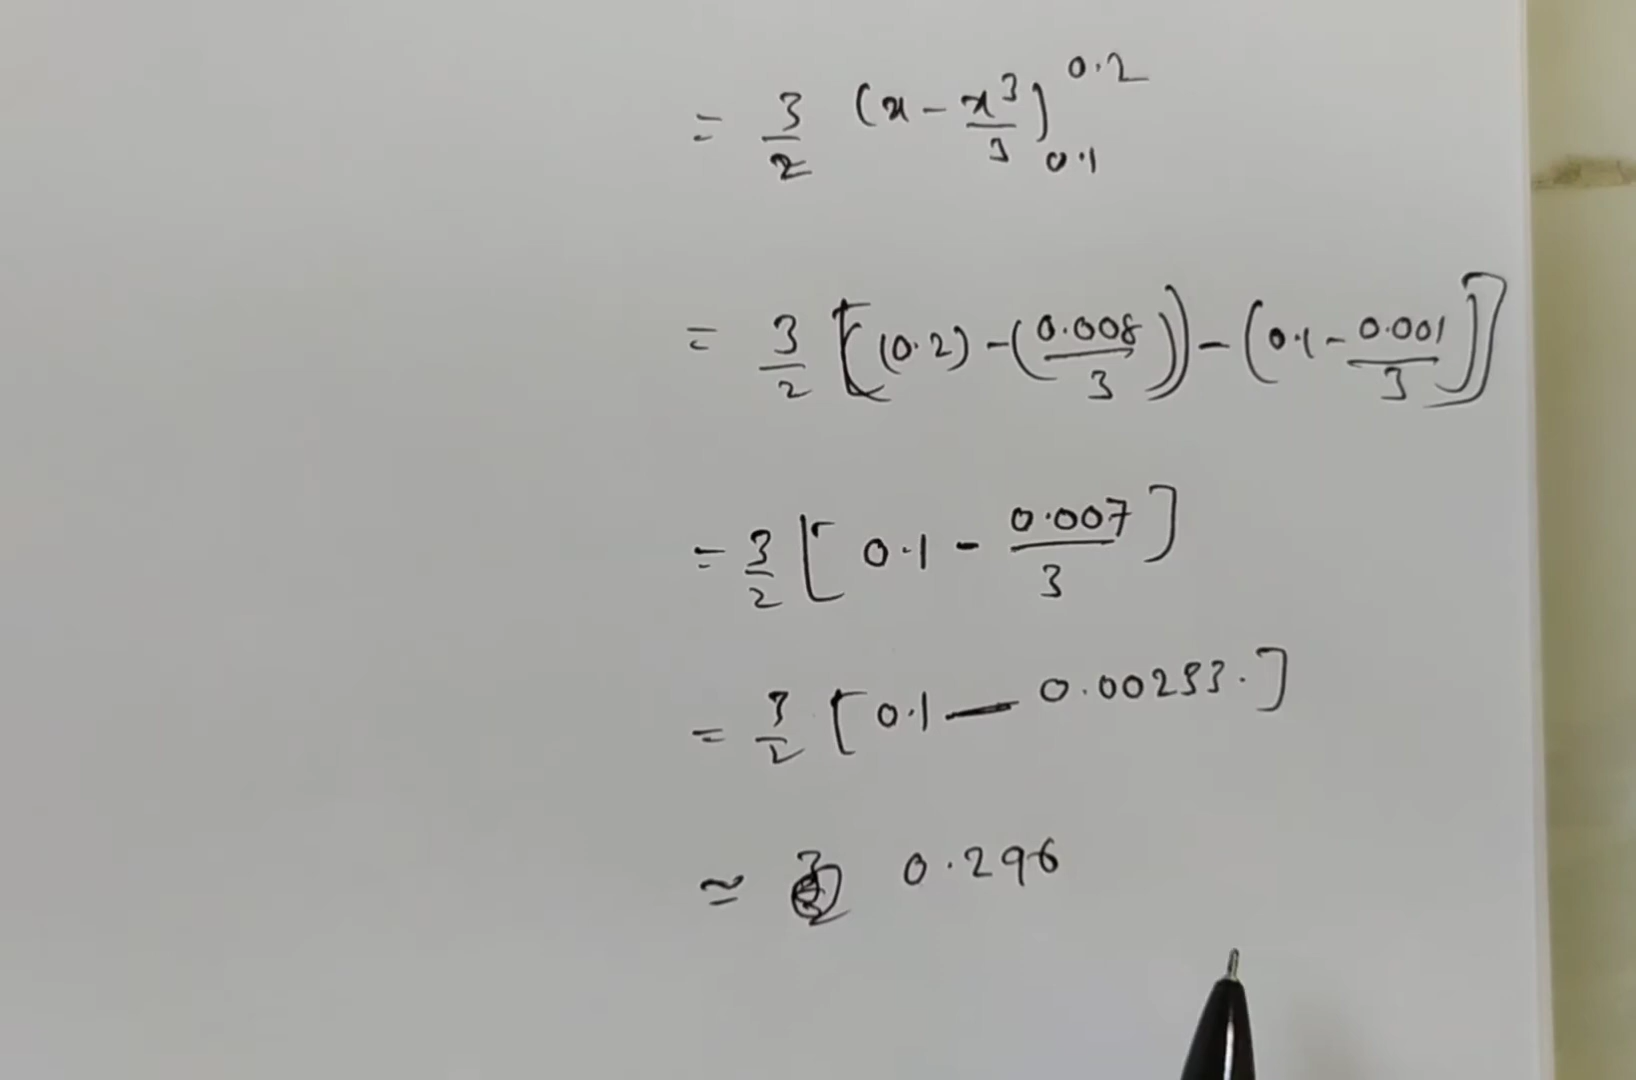 = 3/2 (x - x³/3)₀.₁^0.2
= 3/2 [((0.2) - (0.008/3)) - (0.1 - 0.001/3)]
= 3/2 [0.1 - 0.007/3]
= 3/2 [0.1 - 0.00233.]
≃ 0.296